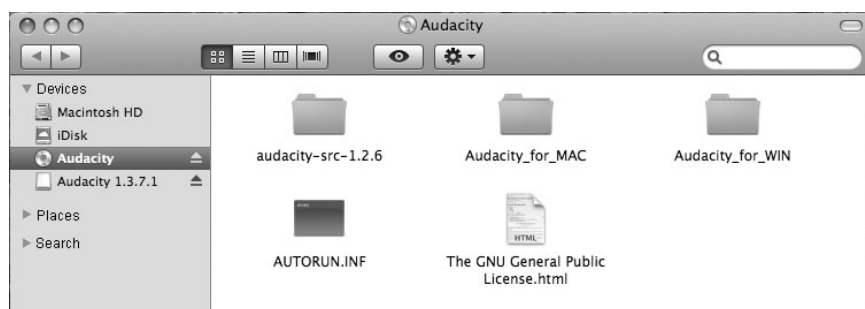 Audacity
Devices
Macintosh HD
iDisk
Audacity
Audacity 1.3.7.1
Places
Search
audacity-src-1.2.6
Audacity_for_MAC
Audacity_for_WIN
AUTORUN.INF
The GNU General Public
License.html
HTML